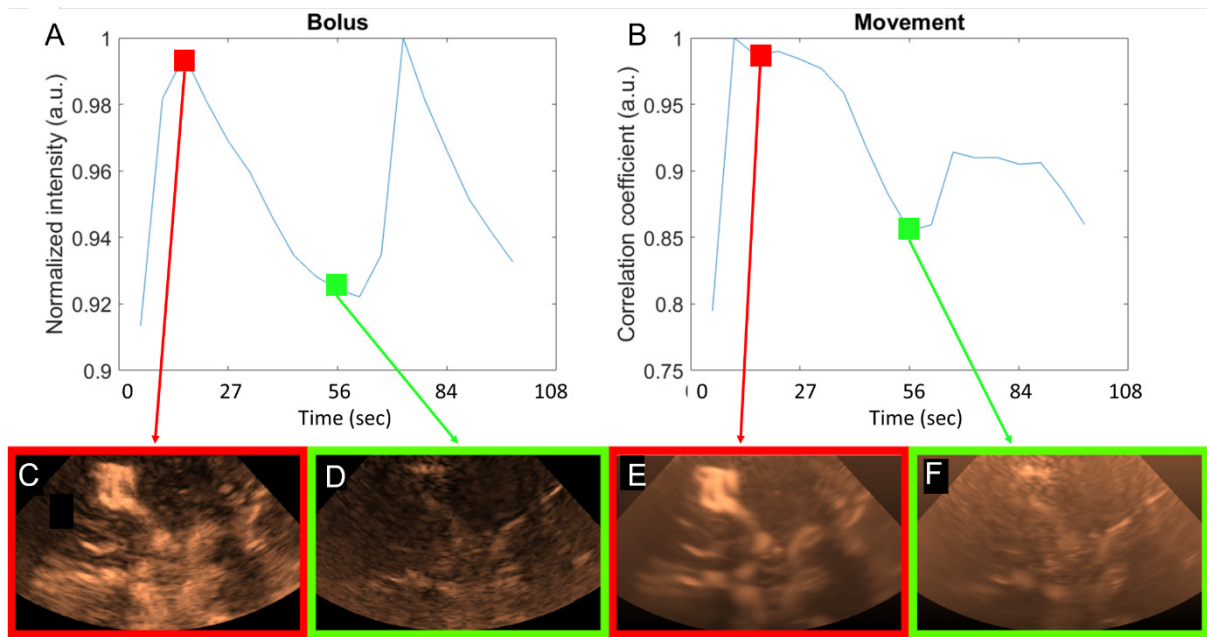 A
Bolus
Normalized intensity (a.u.)
1
0.98
0.96
0.94
0.92
0.9
0
27
56
84
108
Time (sec)
B
Movement
Correlation coefficient (a.u.)
1
0.95
0.9
0.85
0.8
0.75
0
27
56
84
108
Time (sec)
C
D
E
F